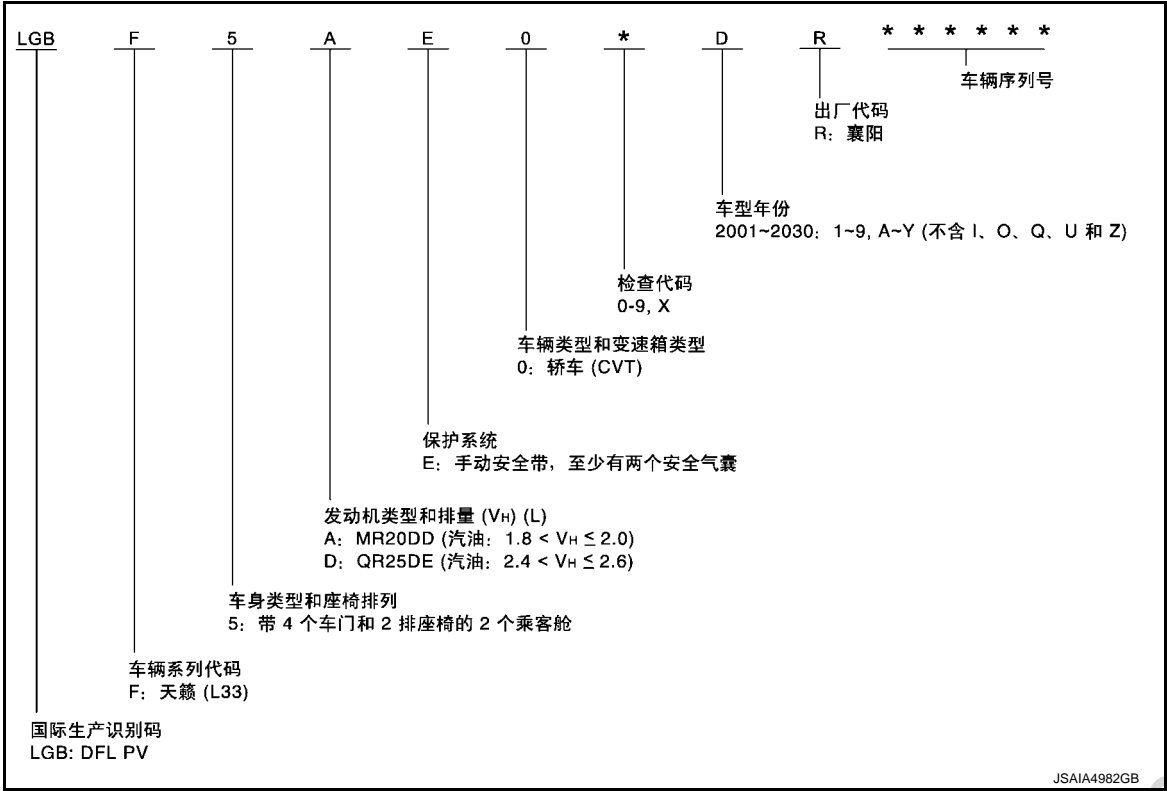 LGB F 5 A E 0 * D R * * * * * *
车辆序列号
出厂代码
R: 襄阳
车型年份
2001~2030: 1~9, A~Y (不含 I、O、Q、U 和 Z)
检查代码
0-9, X
车辆类型和变速箱类型
0: 轿车 (CVT)
保护系统
E: 手动安全带，至少有两个安全气囊
发动机类型和排量 (VH) (L)
A: MR20DD (汽油: 1.8 < VH ≤ 2.0)
D: QR25DE (汽油: 2.4 < VH ≤ 2.6)
车身类型和座椅排列
5: 带 4 个车门和 2 排座椅的 2 个乘客舱
车辆系列代码
F: 天籁 (L33)
国际生产识别码
LGB: DFL PV
JSAIA4982GB